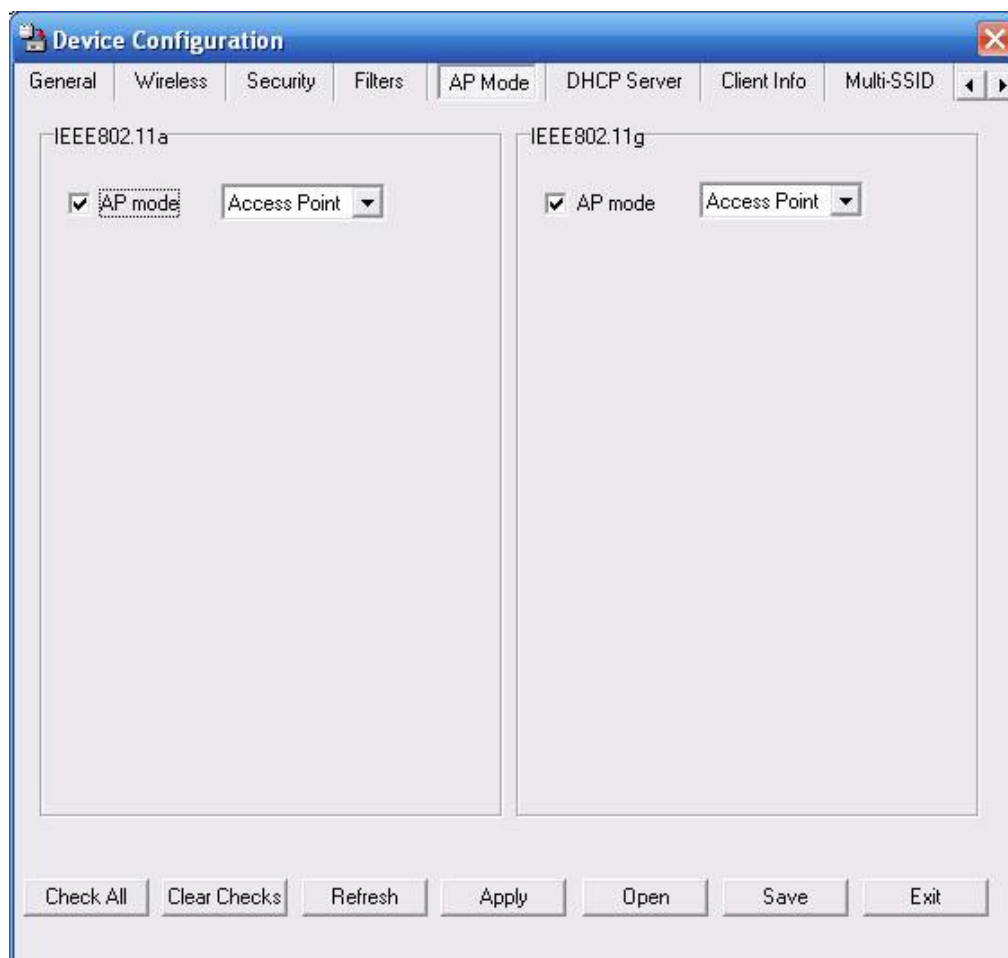 Device Configuration
General Wireless Security Filters AP Mode DHCP Server Client Info Multi-SSID
IEEE802.11a
AP mode Access Point
IEEE802.11g
AP mode Access Point
Check All Clear Checks Refresh Apply Open Save Exit